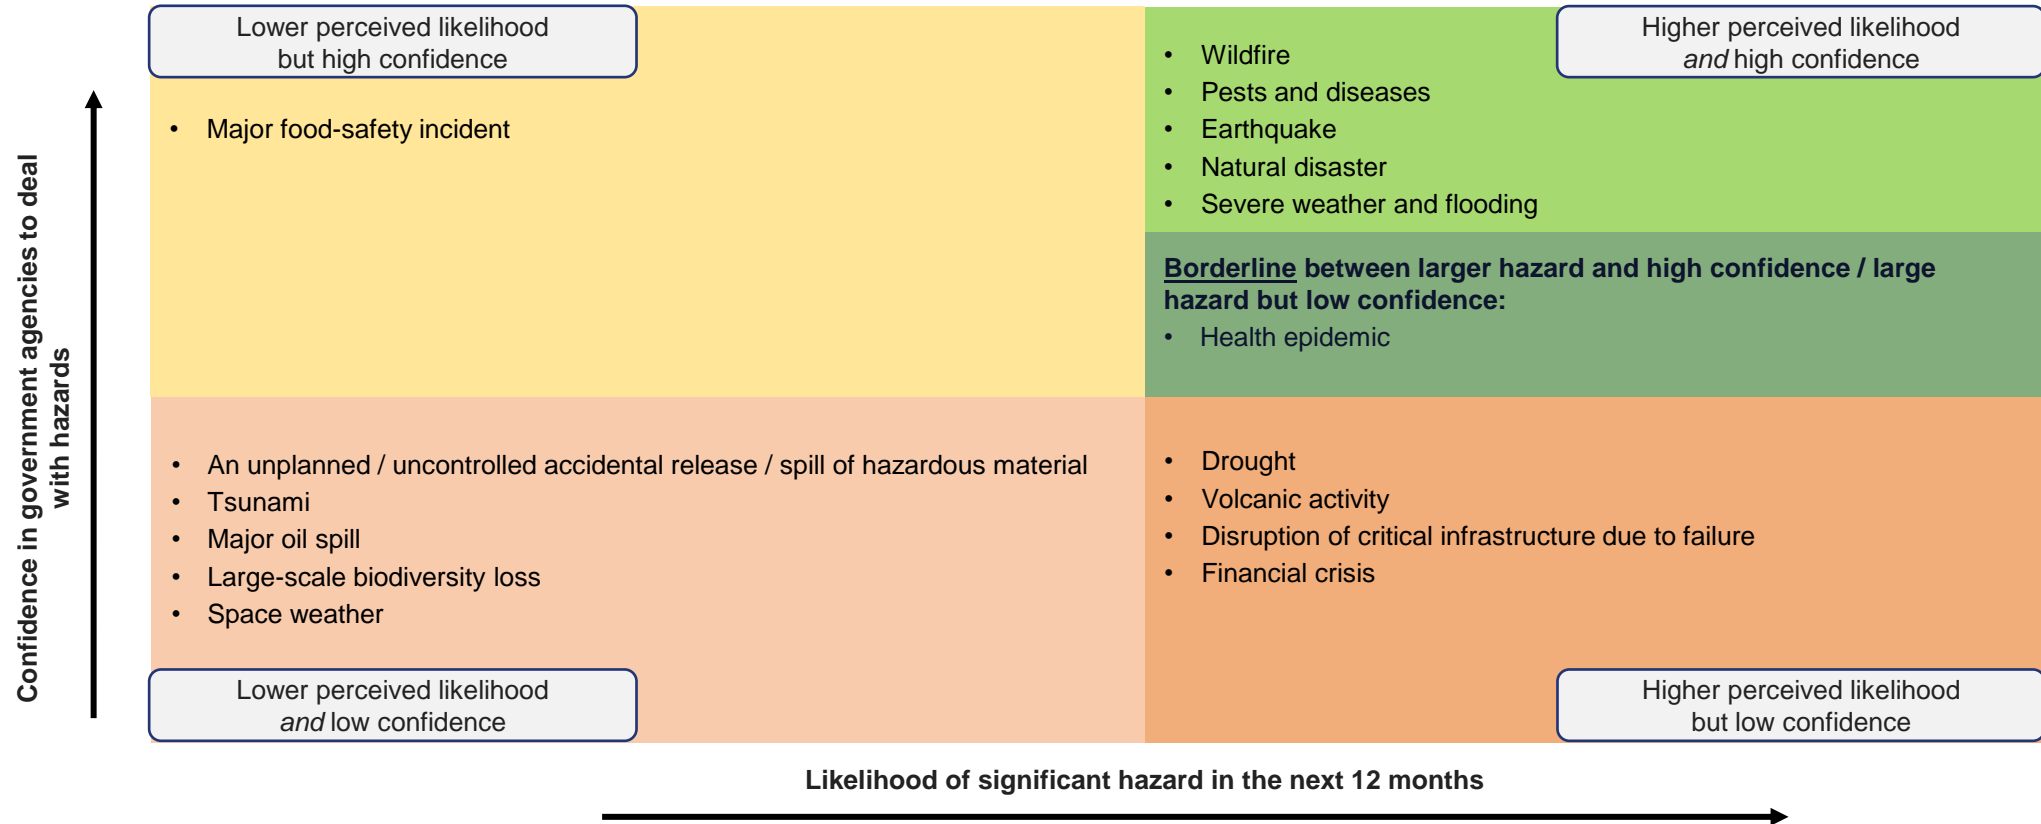 Lower perceived likelihood
but high confidence
• Major food-safety incident
Higher perceived likelihood
and high confidence
• Wildfire
• Pests and diseases
• Earthquake
• Natural disaster
• Severe weather and flooding
Borderline between larger hazard and high confidence / large
hazard but low confidence:
• Health epidemic
Confidence in government agencies to deal
with hazards
• An unplanned / uncontrolled accidental release / spill of hazardous material
• Tsunami
• Major oil spill
• Large-scale biodiversity loss
• Space weather
Lower perceived likelihood
and low confidence
• Drought
• Volcanic activity
• Disruption of critical infrastructure due to failure
• Financial crisis
Higher perceived likelihood
but low confidence
Likelihood of significant hazard in the next 12 months